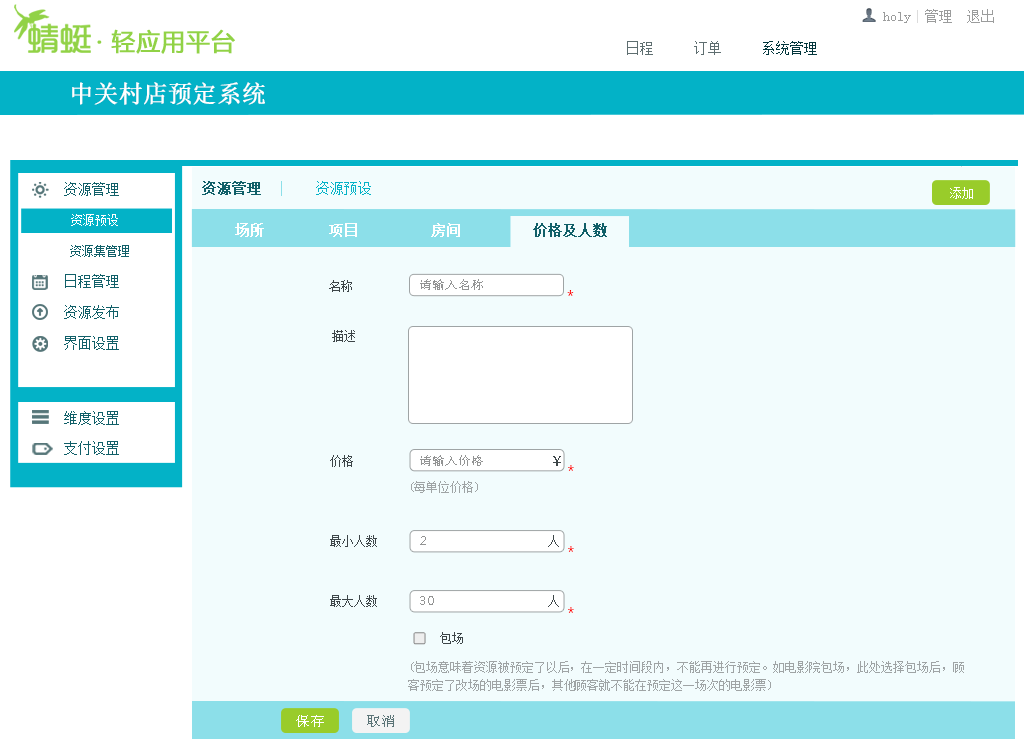 蜻蜓·轻应用平台
holy 管理 退出
日程 订单 系统管理
中关村店预定系统
资源管理
资源预设
资源集管理
日程管理
资源发布
界面设置
维度设置
支付设置
资源管理 资源预设 添加
场所 项目 房间 价格及人数
名称 请输入名称 *
描述
价格 请输入价格 ¥ *
(每单位价格)
最小人数 2 人 *
最大人数 30 人 *
包场
(包场意味着资源被预定了以后，在一定时间段内，不能再进行预定。如电影院包场，此处选择包场后，顾
客预定了改场的电影票后，其他顾客就不能在预定这一场次的电影票)
保存 取消